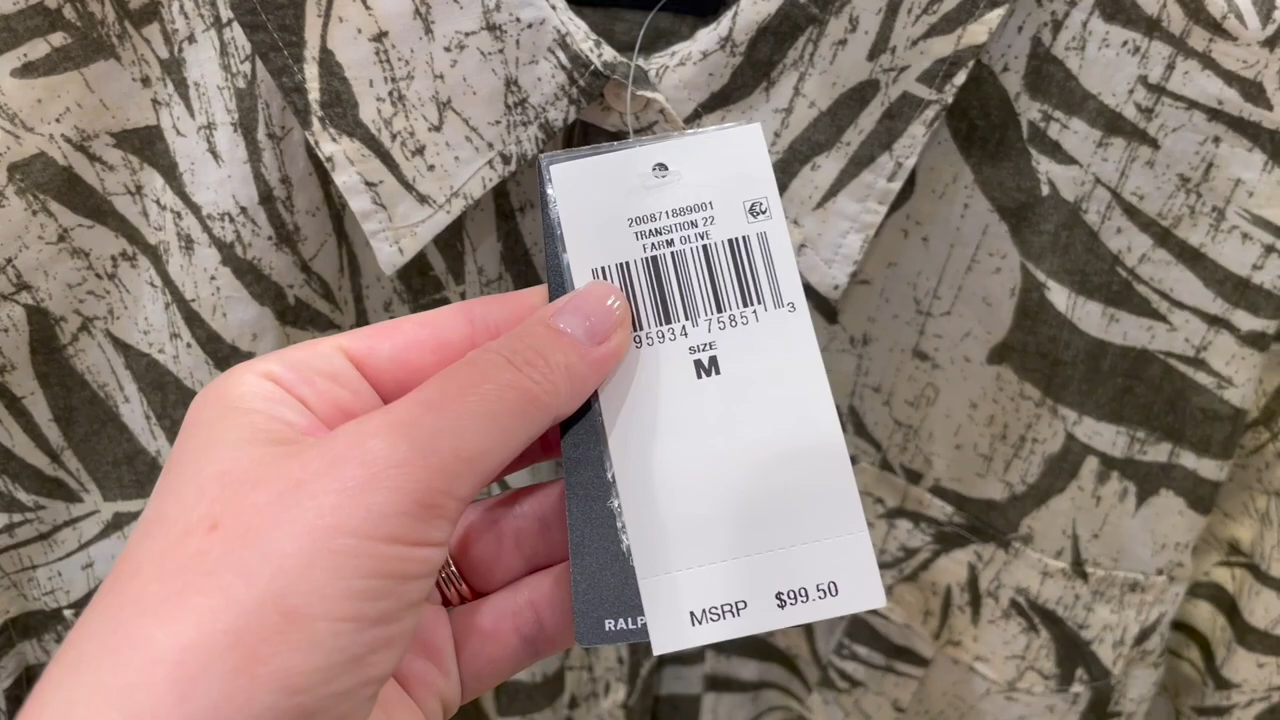 200871889001
TRANSITION 22
FARM OLIVE
95934 75851 3
SIZE
M
MSRP $99.50
RALP